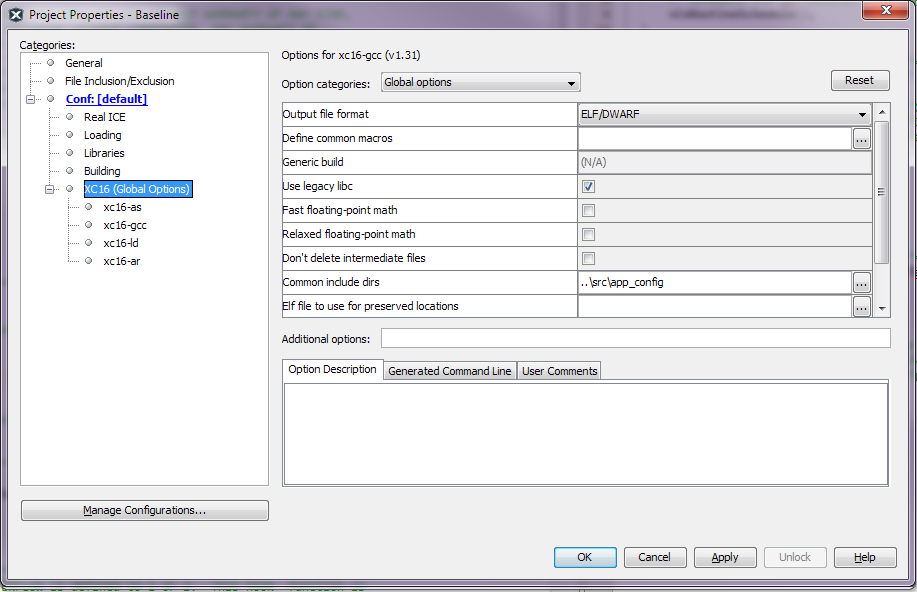 Project Properties - Baseline
Categories:
General
File Inclusion/Exclusion
Conf: [default]
Real ICE
Loading
Libraries
Building
XC16 (Global Options)
xc16-as
xc16-gcc
xc16-ld
xc16-ar
Manage Configurations...
Options for xc16-gcc (v1.31)
Option categories: Global options Reset
Output file format ELF/DWARF
Define common macros ...
Generic build (N/A)
Use legacy libc
Fast floating-point math
Relaxed floating-point math
Don't delete intermediate files
Common include dirs ..\src\app_config ...
Elf file to use for preserved locations ...
Additional options:
Option Description Generated Command Line User Comments
OK Cancel Apply Unlock Help